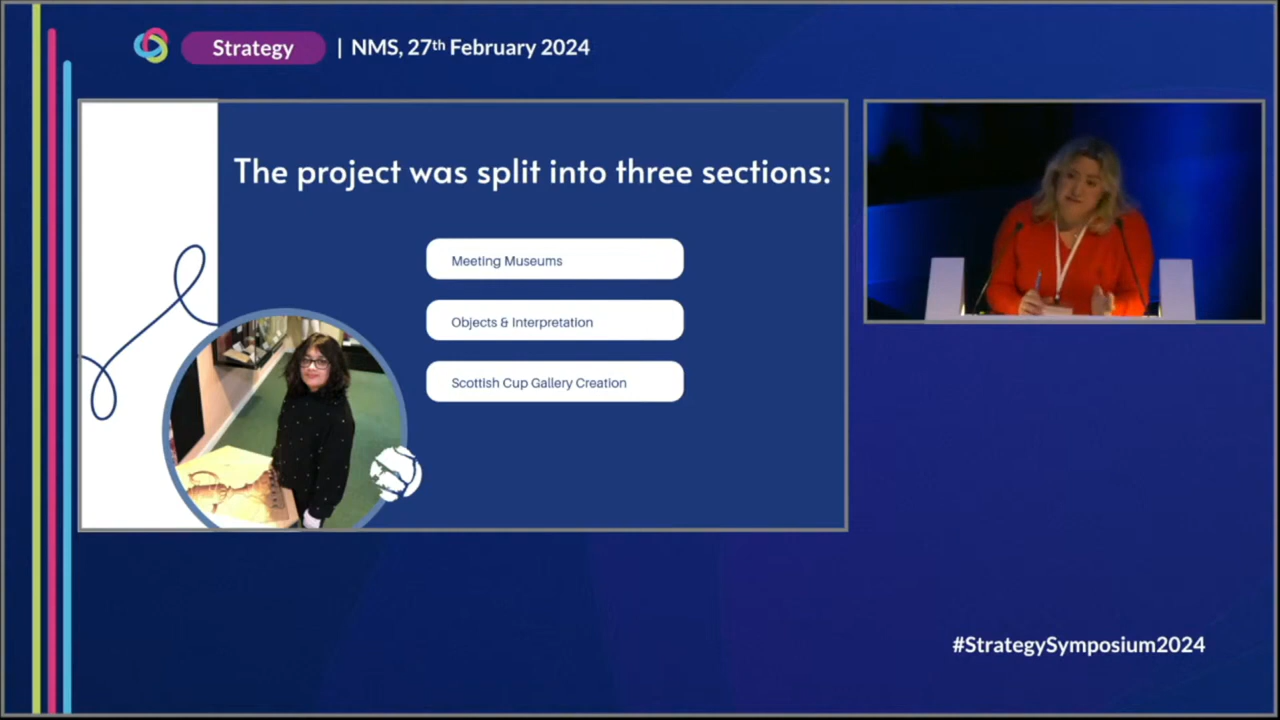 Strategy | NMS, 27th February 2024
The project was split into three sections:
Meeting Museums
Objects & Interpretation
Scottish Cup Gallery Creation
#StrategySymposium2024